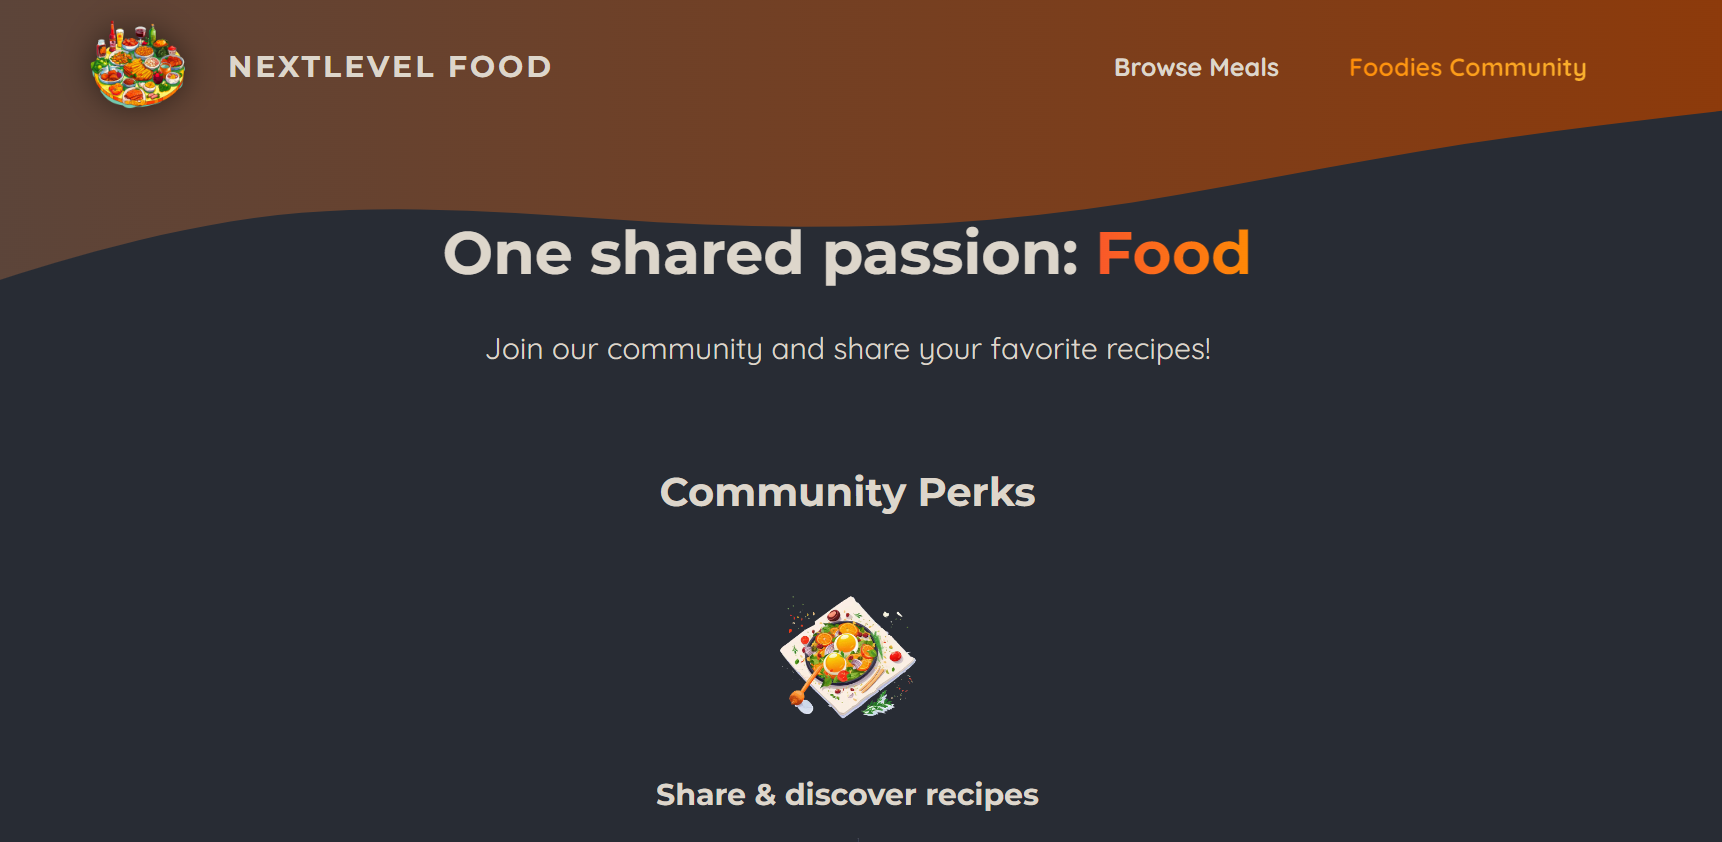 NEXTLEVEL FOOD
Browse Meals
Foodies Community
One shared passion: Food
Join our community and share your favorite recipes!
Community Perks
Share & discover recipes